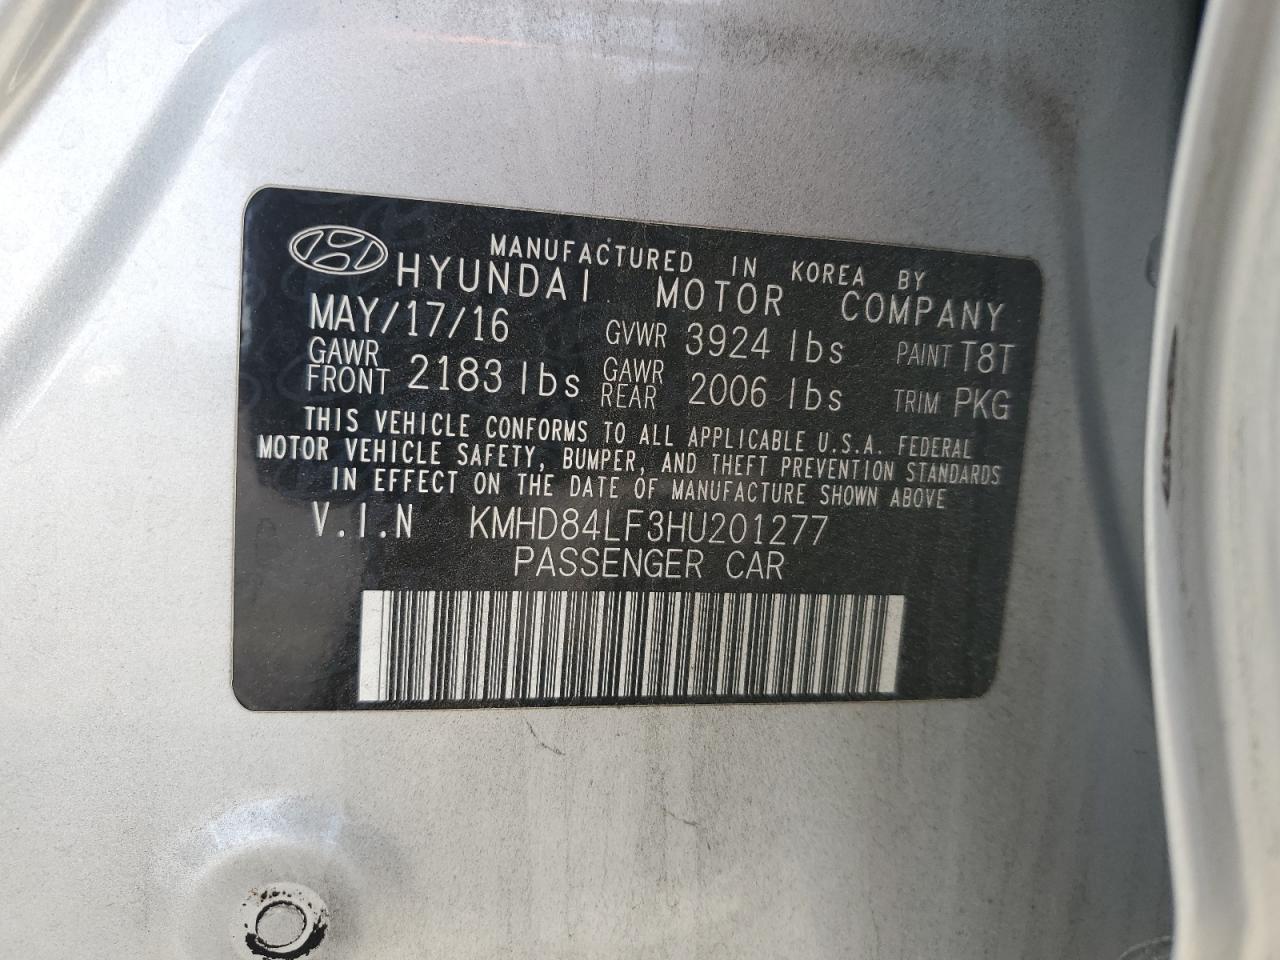 MANUFACTURED IN KOREA BY
HYUNDAI MOTOR COMPANY
MAY/17/16 GVWR 3924 lbs PAINT T8T
GAWR FRONT 2183 lbs GAWR REAR 2006 lbs TRIM PKG
THIS VEHICLE CONFORMS TO ALL APPLICABLE U.S.A. FEDERAL
MOTOR VEHICLE SAFETY, BUMPER, AND THEFT PREVENTION STANDARDS
IN EFFECT ON THE DATE OF MANUFACTURE SHOWN ABOVE
V.I.N KMHD84LF3HU201277
PASSENGER CAR